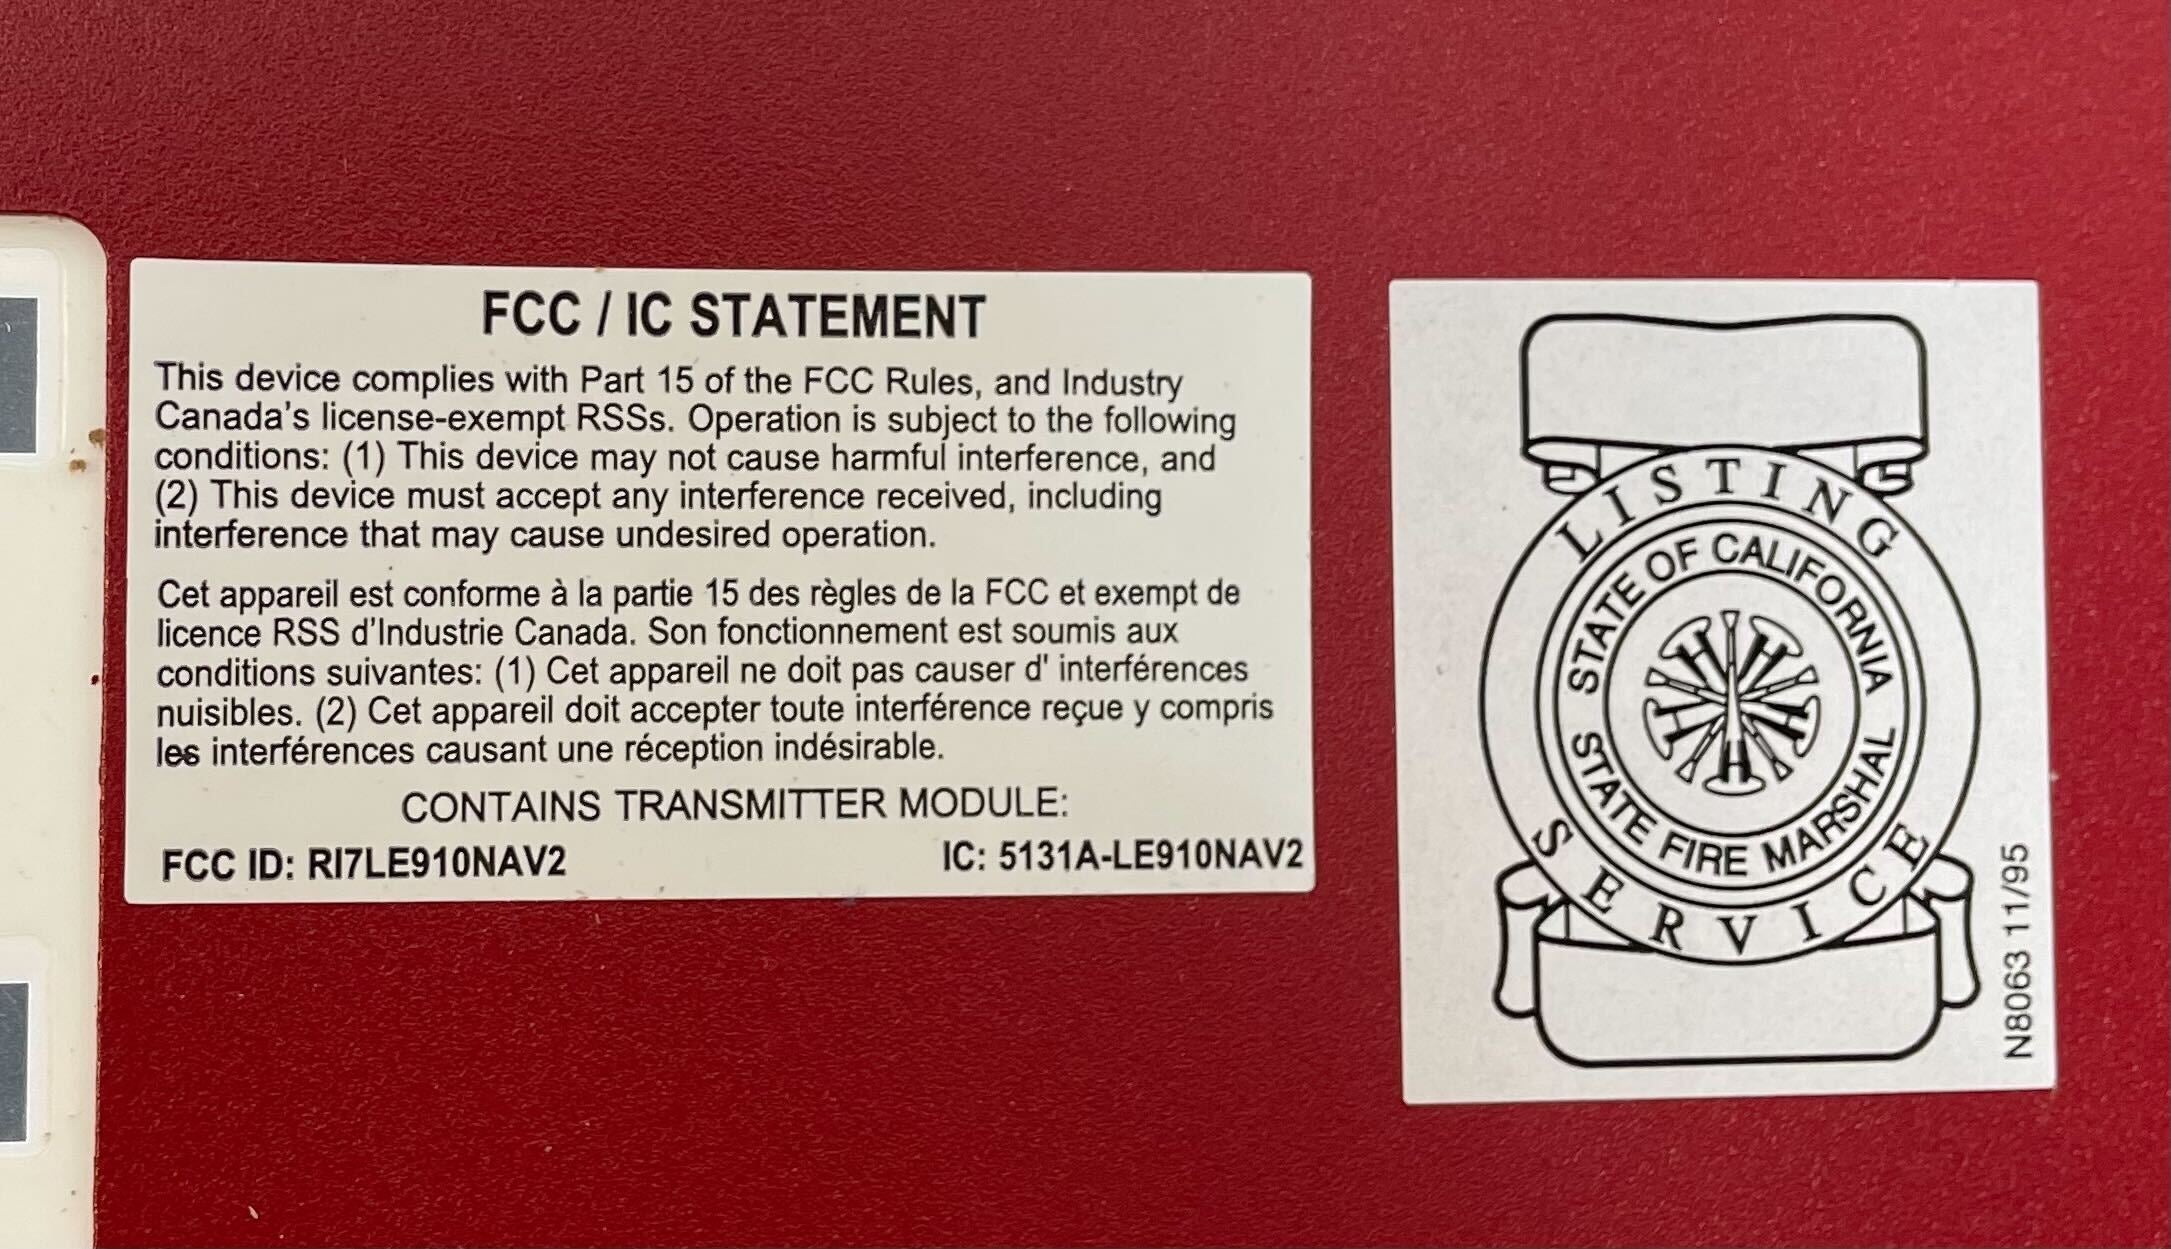 FCC / IC STATEMENT
This device complies with Part 15 of the FCC Rules, and Industry
Canada's license-exempt RSSs. Operation is subject to the following
conditions: (1) This device may not cause harmful interference, and
(2) This device must accept any interference received, including
interference that may cause undesired operation.
Cet appareil est conforme à la partie 15 des règles de la FCC et exempt de
licence RSS d'Industrie Canada. Son fonctionnement est soumis aux
conditions suivantes: (1) Cet appareil ne doit pas causer d' interférences
nuisibles. (2) Cet appareil doit accepter toute interférence reçue y compris
les interférences causant une réception indésirable.
CONTAINS TRANSMITTER MODULE:
FCC ID: RI7LE910NAV2
IC: 5131A-LE910NAV2
LISTING
STATE OF CALIFORNIA
STATE FIRE MARSHAL
SERVICE
N8063 11/95